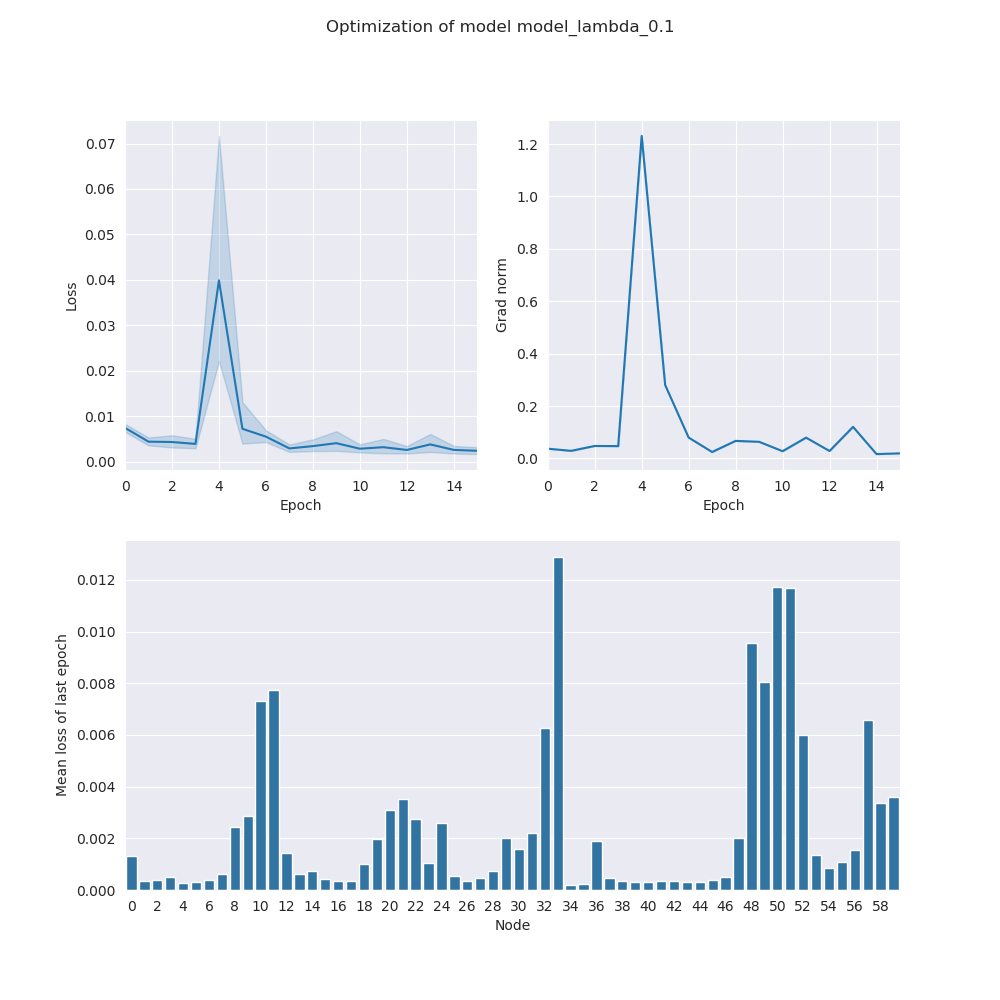 Optimization of model model_lambda_0.1
0.07
0.06
0.05
0.04
0.03
0.02
0.01
0.00
Loss
0 2 4 6 8 10 12 14
Epoch
1.2
1.0
0.8
0.6
0.4
0.2
0.0
Grad norm
0 2 4 6 8 10 12 14
Epoch
0.012
0.010
0.008
0.006
0.004
0.002
0.000
Mean loss of last epoch
0 2 4 6 8 10 12 14 16 18 20 22 24 26 28 30 32 34 36 38 40 42 44 46 48 50 52 54 56 58
Node